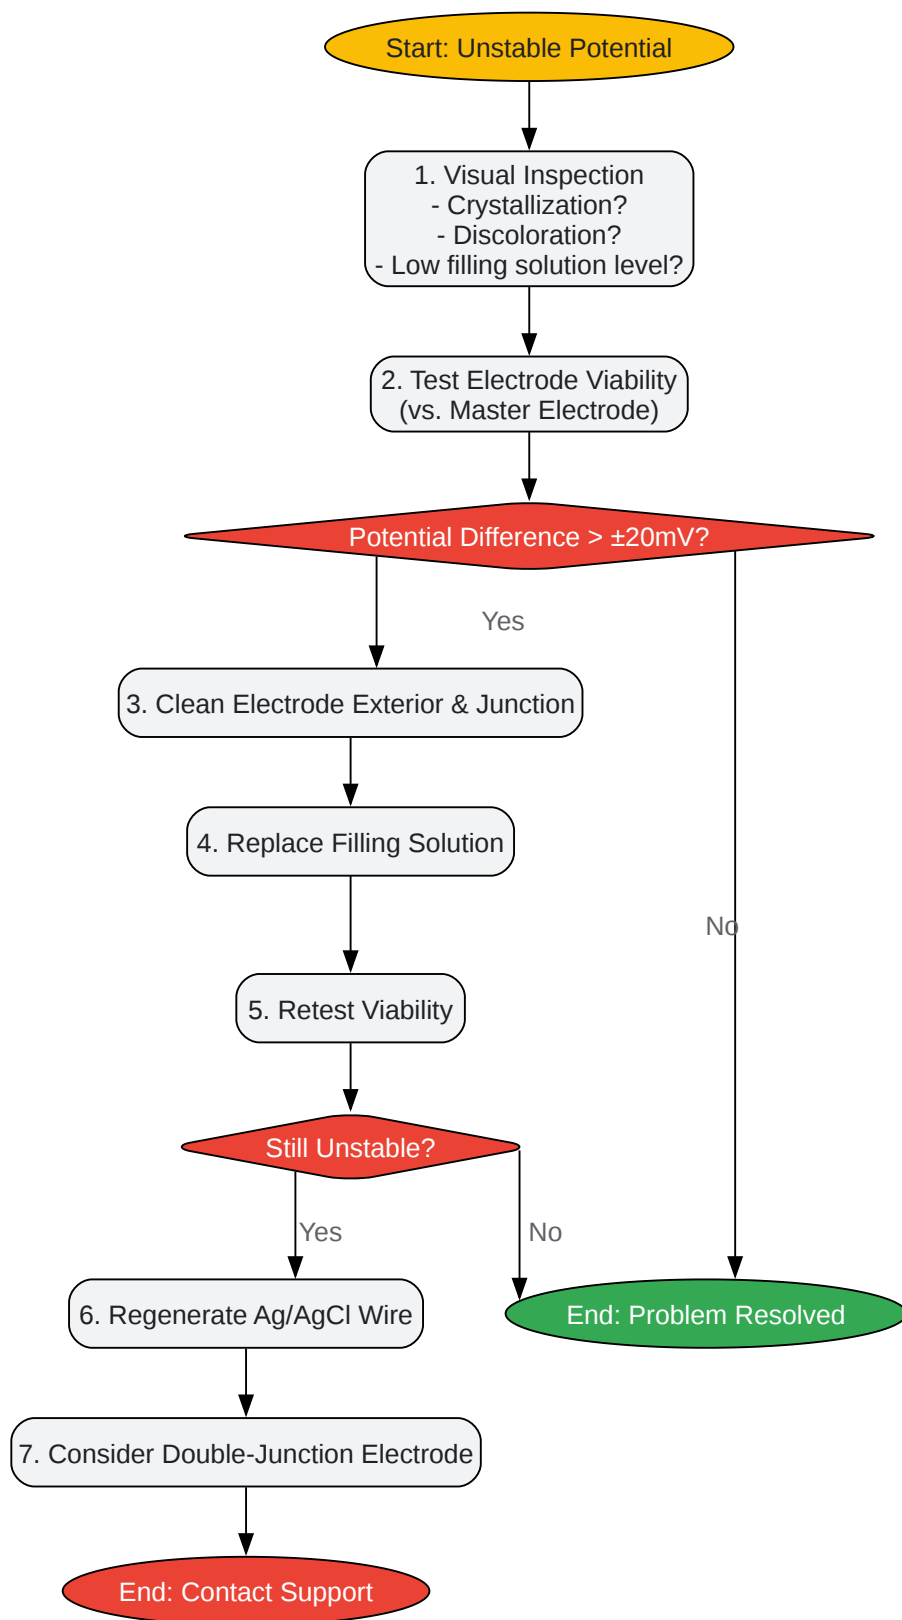 Start: Unstable Potential
1. Visual Inspection
- Crystallization?
- Discoloration?
- Low filling solution level?
2. Test Electrode Viability
(vs. Master Electrode)
Potential Difference > ±20mV?
Yes
3. Clean Electrode Exterior & Junction
4. Replace Filling Solution
No
5. Retest Viability
Still Unstable?
Yes
No
6. Regenerate Ag/AgCl Wire
End: Problem Resolved
7. Consider Double-Junction Electrode
End: Contact Support